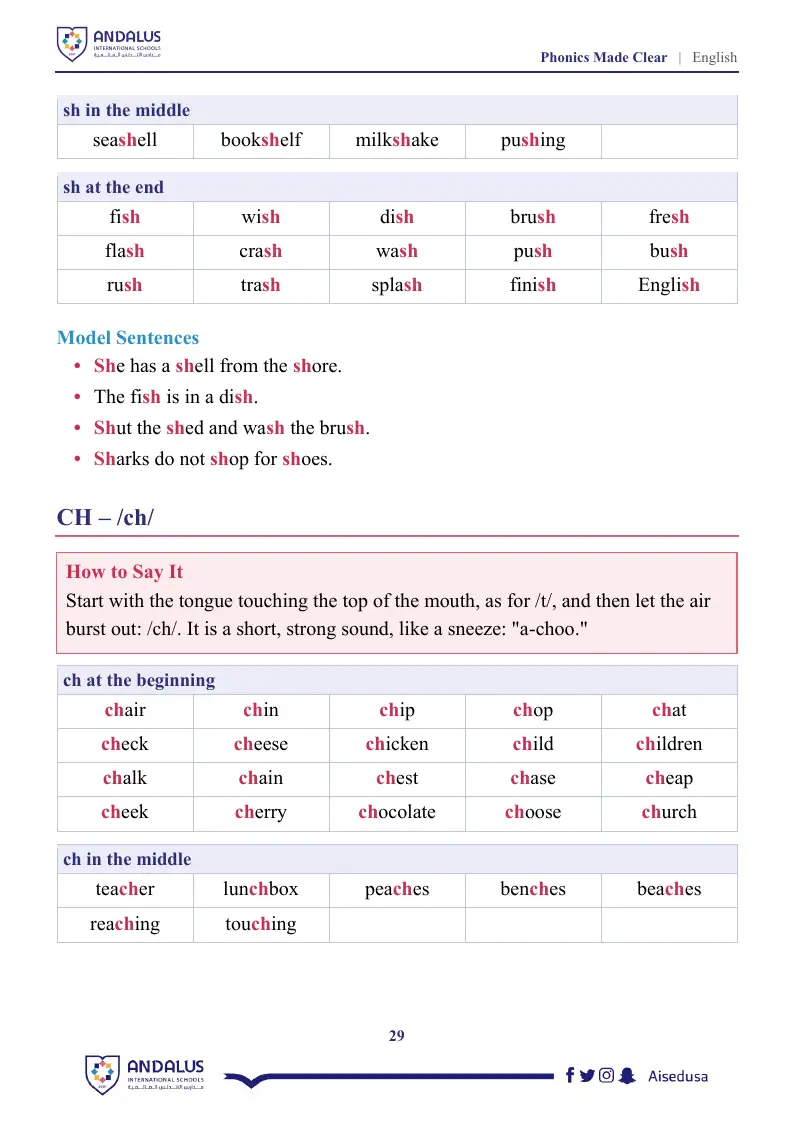 ANDALUS
INTERNATIONAL SCHOOLS
مدارس الأندلس العالمية
Phonics Made Clear | English
sh in the middle
seashell bookshelf milkshake pushing
sh at the end
fish wish dish brush fresh
flash crash wash push bush
rush trash splash finish English
Model Sentences
• She has a shell from the shore.
• The fish is in a dish.
• Shut the shed and wash the brush.
• Sharks do not shop for shoes.
CH – /ch/
How to Say It
Start with the tongue touching the top of the mouth, as for /t/, and then let the air
burst out: /ch/. It is a short, strong sound, like a sneeze: "a-choo."
ch at the beginning
chair chin chip chop chat
check cheese chicken child children
chalk chain chest chase cheap
cheek cherry chocolate choose church
ch in the middle
teacher lunchbox peaches benches beaches
reaching touching
29
ANDALUS
INTERNATIONAL SCHOOLS
مدارس الأندلس العالمية
Aisedusa